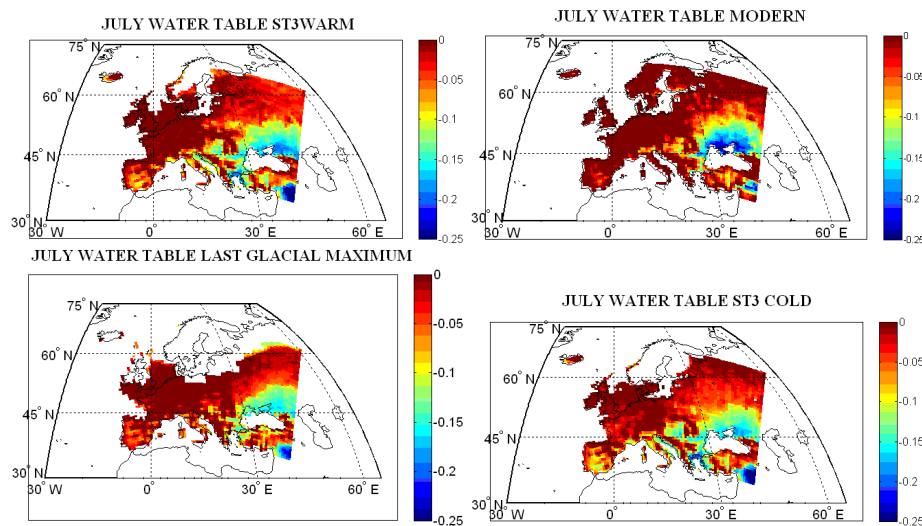 JULY WATER TABLE ST3WARM
75° N
60° N
45° N
30° N
30° W
0°
30° E
60° E
0
-0.05
-0.1
-0.15
-0.2
-0.25
JULY WATER TABLE MODERN
75° N
60° N
45° N
30° N
30° W
0°
30° E
60° E
0
-0.05
-0.1
-0.15
-0.2
-0.25
JULY WATER TABLE LAST GLACIAL MAXIMUM
75° N
60° N
45° N
30° N
30° W
0°
30° E
60° E
0
-0.05
-0.1
-0.15
-0.2
-0.25
JULY WATER TABLE ST3 COLD
75° N
60° N
45° N
30° N
30° W
0°
30° E
60° E
0
-0.05
-0.1
-0.15
-0.2
-0.25